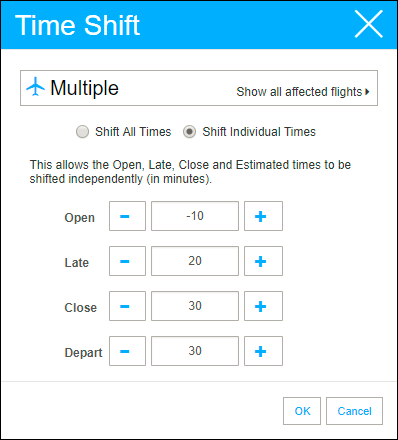 Time Shift
Multiple Show all affected flights
Shift All Times Shift Individual Times
This allows the Open, Late, Close and Estimated times to be
shifted independently (in minutes).
Open - -10 +
Late - 20 +
Close - 30 +
Depart - 30 +
OK Cancel